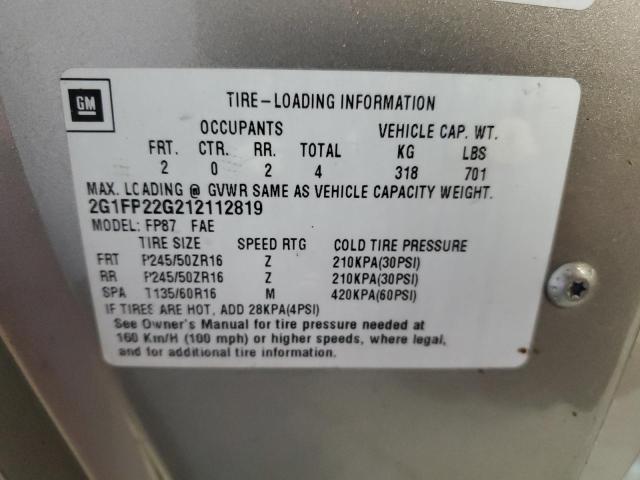 GM
TIRE-LOADING INFORMATION
OCCUPANTS VEHICLE CAP. WT.
FRT. CTR. RR. TOTAL KG LBS
2 0 2 4 318 701
MAX. LOADING @ GVWR SAME AS VEHICLE CAPACITY WEIGHT.
2G1FP22G212112819
MODEL: FP87 FAE
TIRE SIZE SPEED RTG COLD TIRE PRESSURE
FRT P245/50ZR16 Z 210KPA(30PSI)
RR P245/50ZR16 Z 210KPA(30PSI)
SPA T135/60R16 M 420KPA(60PSI)
IF TIRES ARE HOT, ADD 28KPA(4PSI)
See Owner's Manual for tire pressure needed at
160 Km/H (100 mph) or higher speeds, where legal,
and for additional tire information.